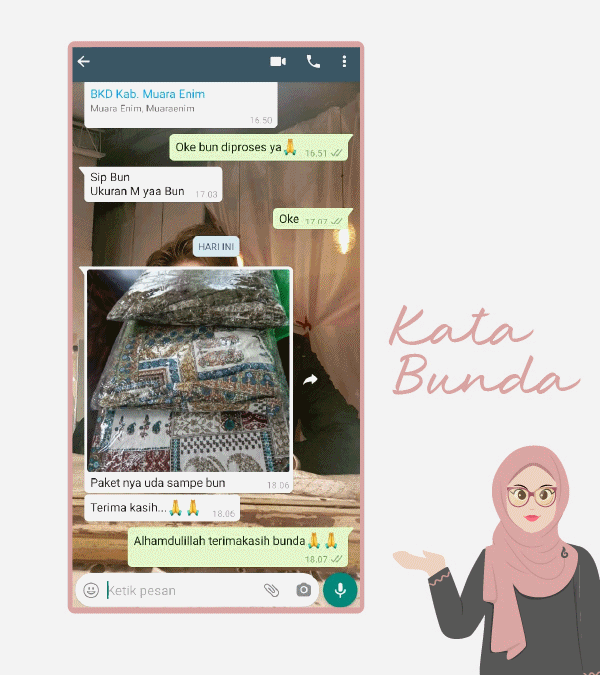 BKD Kab. Muara Enim
Muara Enim, Muaraenim
16.50
Oke bun diproses ya🙏 16.51
Sip Bun
Ukuran M yaa Bun 17.03
Oke 17.07
HARI INI
Paket nya uda sampe bun 18.06
Terima kasih...🙏🙏 18.06
Alhamdulillah terimakasih bunda🙏🙏
18.07
Ketik pesan
Kata
Bunda